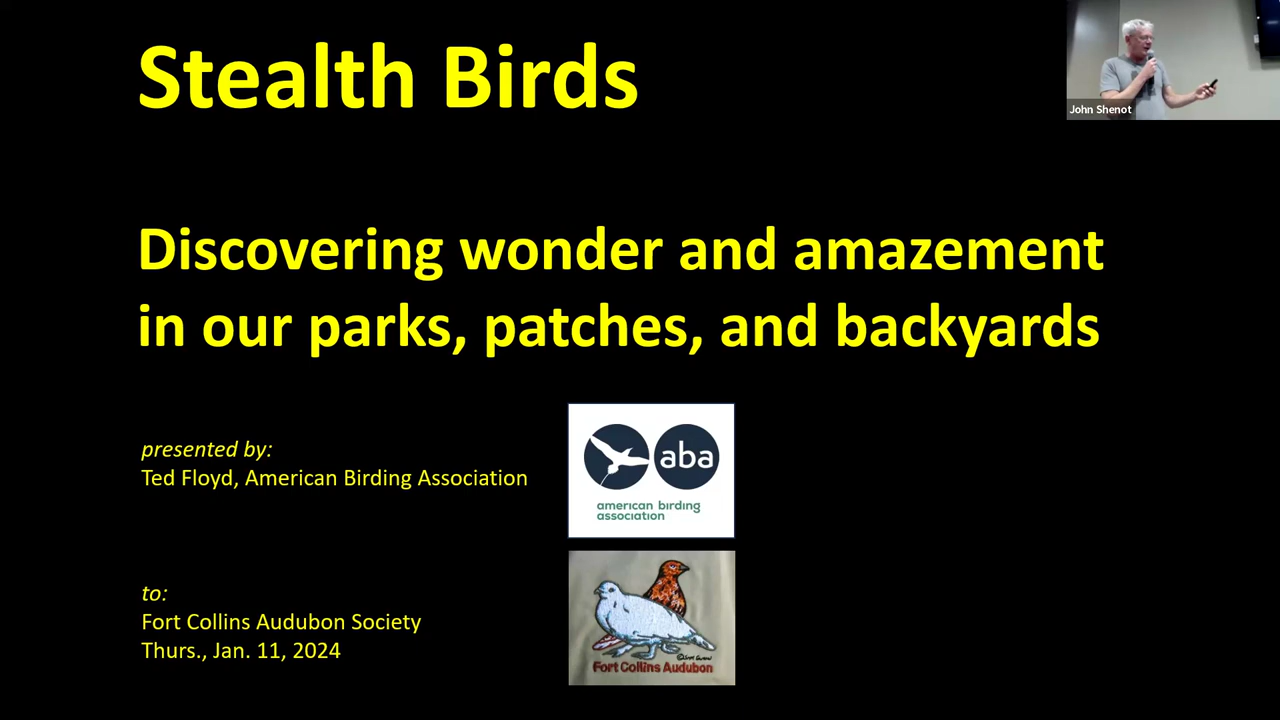 Stealth Birds
John Shenot
Discovering wonder and amazement
in our parks, patches, and backyards
presented by:
Ted Floyd, American Birding Association
aba
american birding
association
to:
Fort Collins Audubon Society
Thurs., Jan. 11, 2024
Fort Collins Audubon